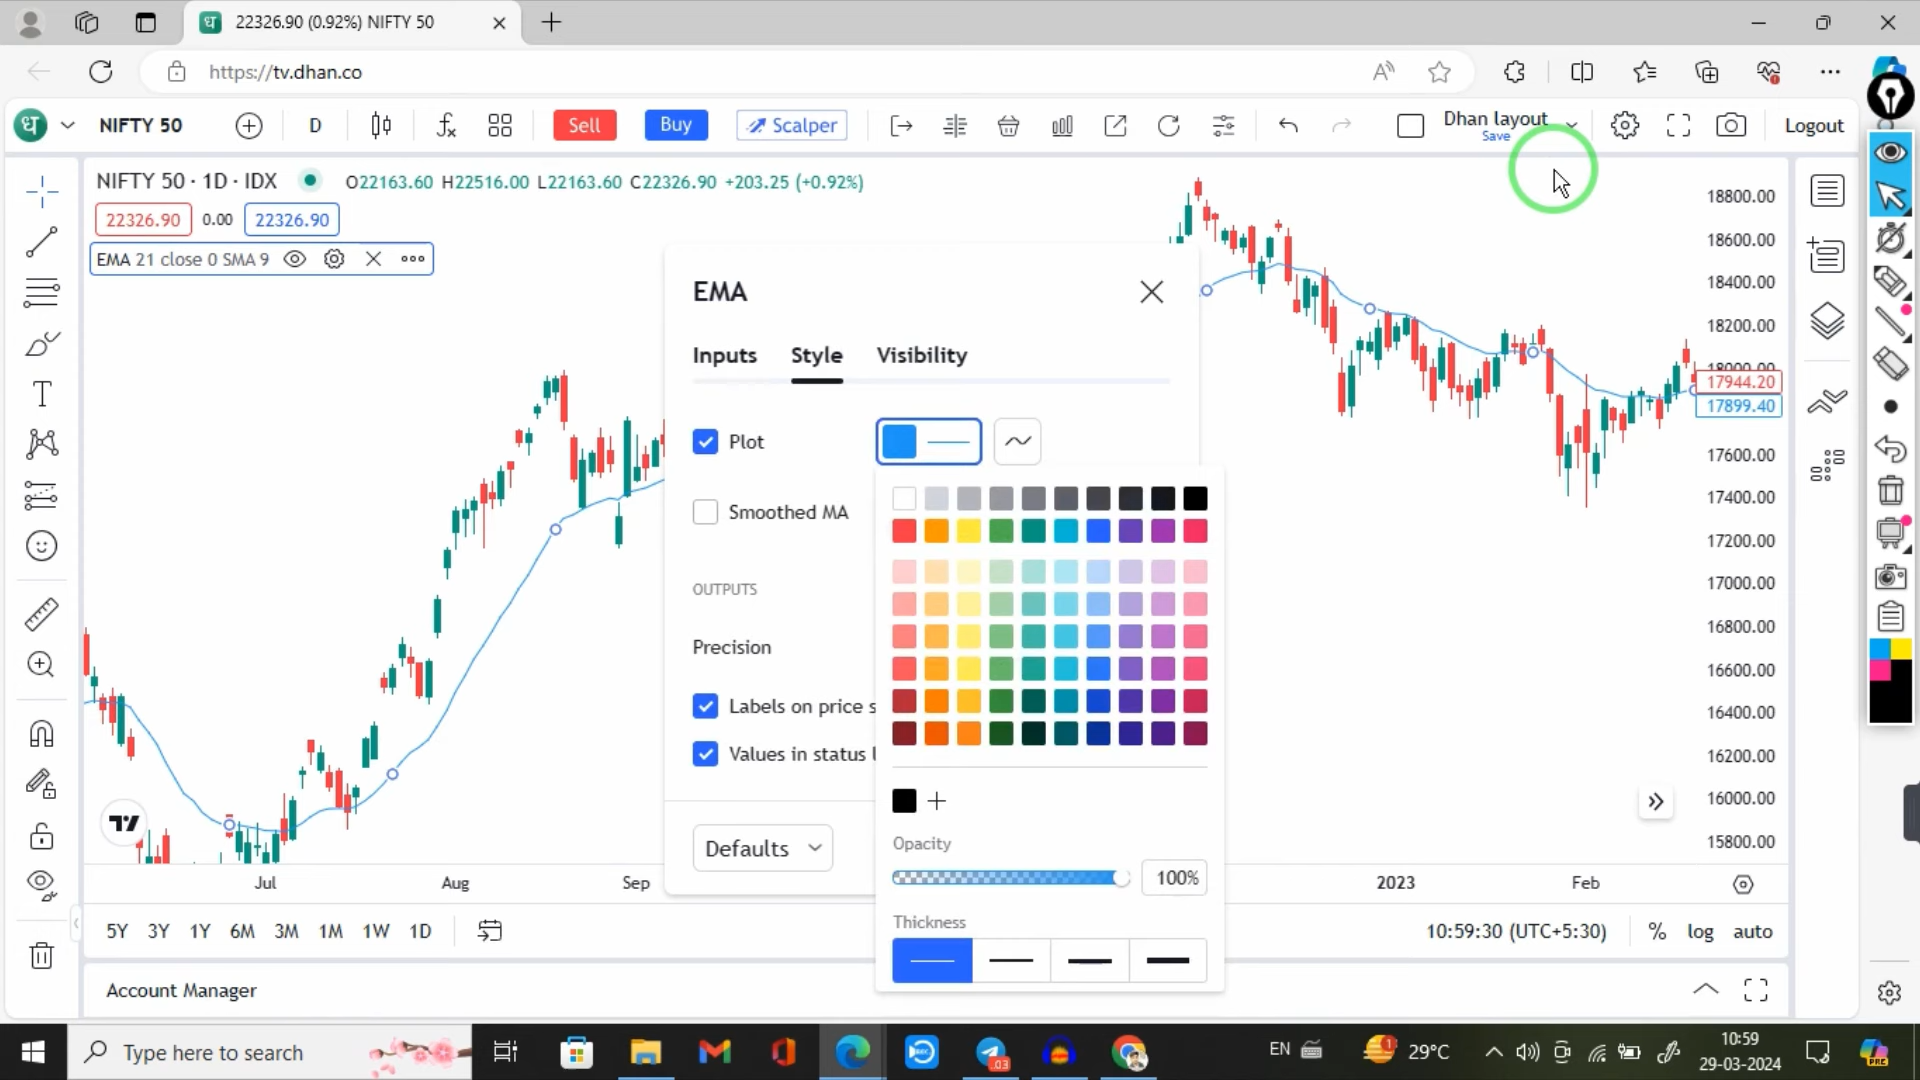 22326.90 (0.92%) NIFTY 50
https://tv.dhan.co
ध
NIFTY 50
D
Sell
Buy
Scalper
Dhan layout
Save
Logout
NIFTY 50 · 1D · IDX
O22163.60 H22516.00 L22163.60 C22326.90 +203.25 (+0.92%)
22326.90 0.00 22326.90
EMA 21 close 0 SMA 9
EMA
Inputs Style Visibility
Plot
Smoothed MA
OUTPUTS
Precision
Labels on price s
Values in status
Defaults
Opacity
100%
Thickness
18800.00
18600.00
18400.00
18200.00
18000.00
17944.20
17899.40
17600.00
17400.00
17200.00
17000.00
16800.00
16600.00
16400.00
16200.00
16000.00
15800.00
Jul Aug Sep 2023 Feb
5Y 3Y 1Y 6M 3M 1M 1W 1D
10:59:30 (UTC+5:30) % log auto
Account Manager
Type here to search
EN
29°C
10:59
29-03-2024